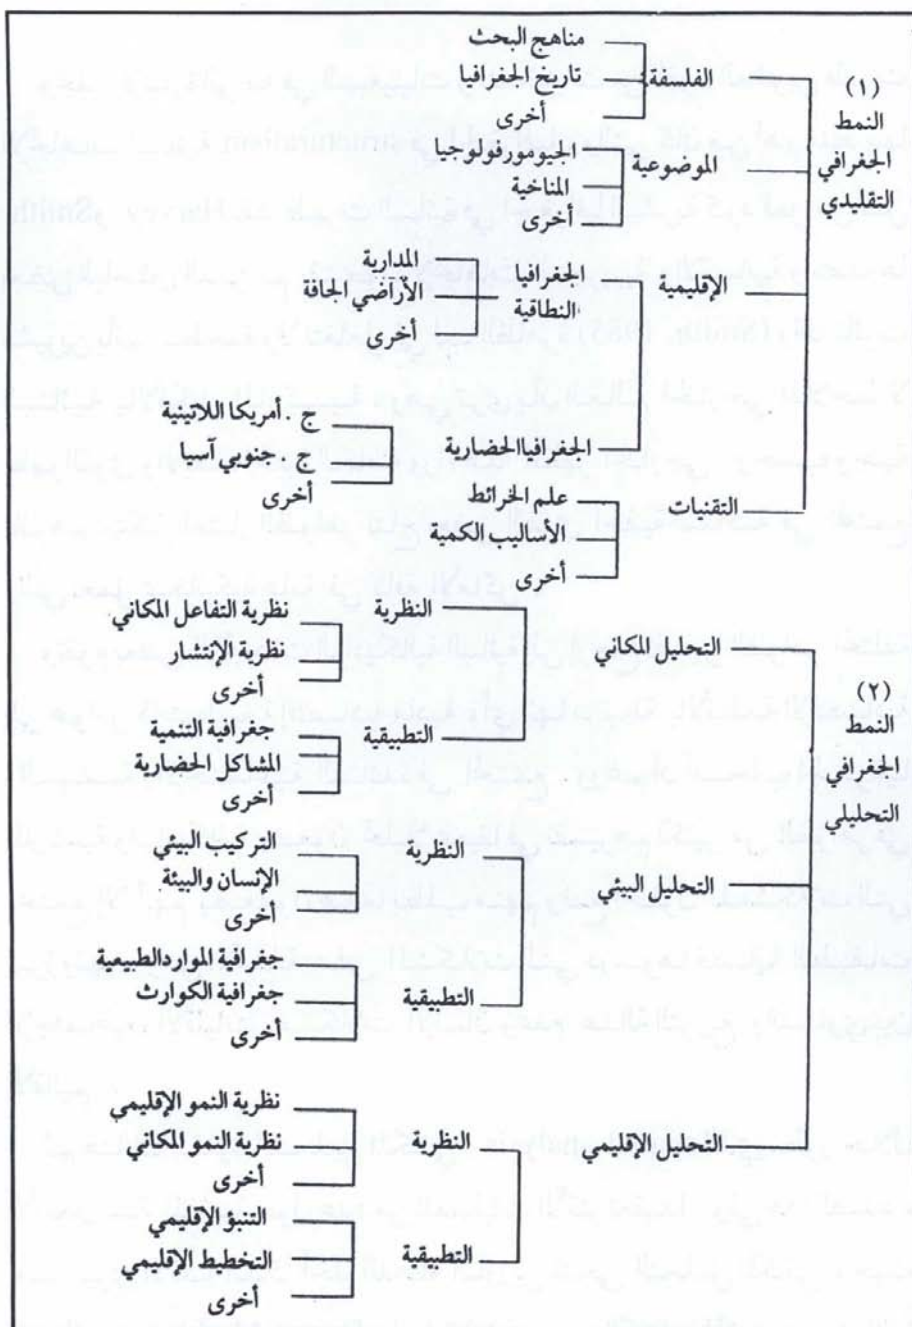 (١)
النمط
الجغرافي
التقليدي
الفلسفة
مناهج البحث
تاريخ الجغرافيا
أخرى
الموضوعية
الجيومورفولوجيا
المناخية
أخرى
الإقليمية
الجغرافيا
النطاقية
المدارية
الأراضي الجافة
أخرى
الجغرافيا الحضارية
ج . أمريكا اللاتينية
ج . جنوبي آسيا
أخرى
التقنيات
علم الخرائط
الأساليب الكمية
أخرى
(٢)
النمط
الجغرافي
التحليلي
التحليل المكاني
النظرية
نظرية التفاعل المكاني
نظرية الإنتشار
أخرى
التطبيقية
جغرافية التنمية
المشاكل الحضارية
أخرى
التحليل البيئي
النظرية
التركيب البيئي
الإنسان والبيئة
أخرى
التطبيقية
جغرافية الموارد الطبيعية
جغرافية الكوارث
أخرى
التحليل الإقليمي
النظرية
نظرية النمو الإقليمي
نظرية النمو المكاني
أخرى
التطبيقية
التنبؤ الإقليمي
التخطيط الإقليمي
أخرى